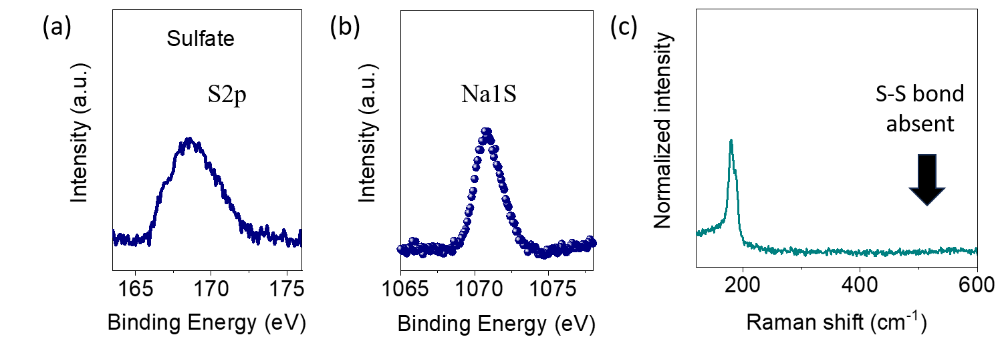 (a)
Sulfate
S2p
Intensity (a.u.)
165 170 175
Binding Energy (eV)
(b)
Na1S
Intensity (a.u.)
1065 1070 1075
Binding Energy (eV)
(c)
S-S bond
absent
Normalized intensity
200 400 600
Raman shift (cm⁻¹)